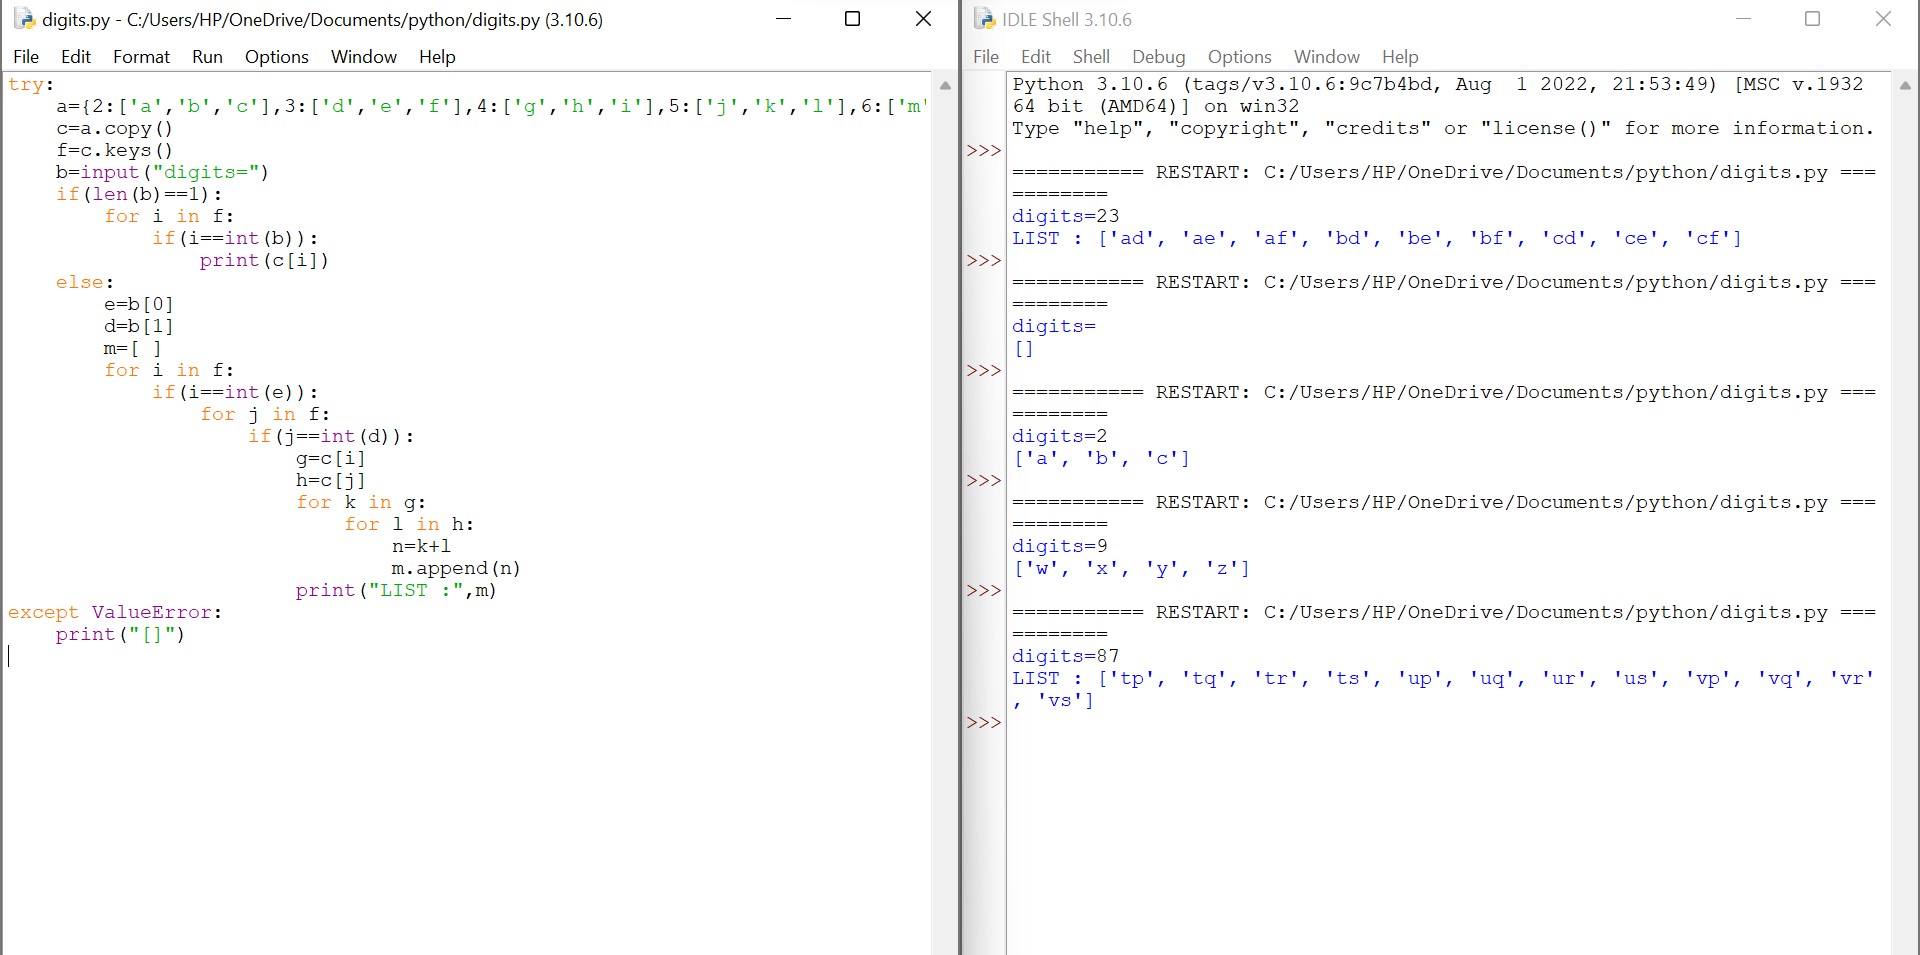 digits.py - C:/Users/HP/OneDrive/Documents/python/digits.py (3.10.6)
File Edit Format Run Options Window Help
try:
    a={2:['a','b','c'],3:['d','e','f'],4:['g','h','i'],5:['j','k','l'],6:['m'
    c=a.copy()
    f=c.keys()
    b=input("digits=")
    if(len(b)==1):
        for i in f:
            if(i==int(b)):
                print(c[i])
    else:
        e=b[0]
        d=b[1]
        m=[ ]
        for i in f:
            if(i==int(e)):
                for j in f:
                    if(j==int(d)):
                        g=c[i]
                        h=c[j]
                        for k in g:
                            for l in h:
                                n=k+l
                                m.append(n)
                        print("LIST :",m)
except ValueError:
    print("[]")
IDLE Shell 3.10.6
File Edit Shell Debug Options Window Help
Python 3.10.6 (tags/v3.10.6:9c7b4bd, Aug  1 2022, 21:53:49) [MSC v.1932
64 bit (AMD64)] on win32
Type "help", "copyright", "credits" or "license()" for more information.
>>>
=========== RESTART: C:/Users/HP/OneDrive/Documents/python/digits.py ===
========
digits=23
LIST : ['ad', 'ae', 'af', 'bd', 'be', 'bf', 'cd', 'ce', 'cf']
>>>
=========== RESTART: C:/Users/HP/OneDrive/Documents/python/digits.py ===
========
digits=
[]
>>>
=========== RESTART: C:/Users/HP/OneDrive/Documents/python/digits.py ===
========
digits=2
['a', 'b', 'c']
>>>
=========== RESTART: C:/Users/HP/OneDrive/Documents/python/digits.py ===
========
digits=9
['w', 'x', 'y', 'z']
>>>
=========== RESTART: C:/Users/HP/OneDrive/Documents/python/digits.py ===
========
digits=87
LIST : ['tp', 'tq', 'tr', 'ts', 'up', 'uq', 'ur', 'us', 'vp', 'vq', 'vr'
, 'vs']
>>>